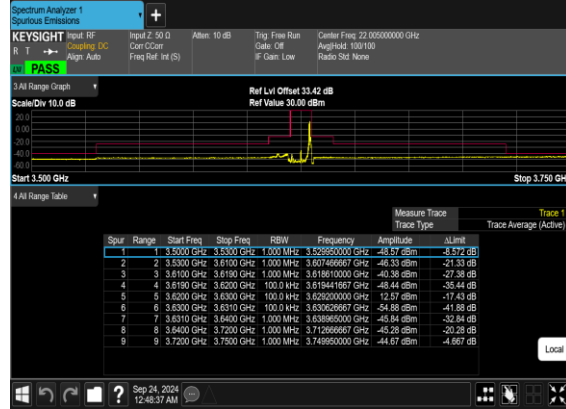 Spectrum Analyzer 1
Spurious Emissions
KEYSIGHT Input: RF Input Z: 50 Ω Atten: 10 dB Trig: Free Run Center Freq: 22.005000000 GHz
R T Coupling: DC Corr CCorr Gate: Off Avg|Hold: 100/100
Align: Auto Freq Ref: Int (S) IF Gain: Low Radio Std: None
PASS
3.All Range Graph
Ref Lvl Offset 33.42 dB
Scale/Div 10.0 dB Ref Value 30.00 dBm
20.0
0.00
-20.0
-40.0
-60.0
Start 3.500 GHz Stop 3.750 GH
4 All Range Table
Measure Trace Trace 1
Trace Type Trace Average (Active)
Spur Range Start Freq Stop Freq RBW Frequency Amplitude ΔLimit
1 1 3.5000 GHz 3.5300 GHz 1.000 MHz 3.529950000 GHz -48.57 dBm -8.572 dB
2 2 3.5300 GHz 3.6100 GHz 1.000 MHz 3.607466667 GHz -46.33 dBm -21.33 dB
3 3 3.6100 GHz 3.6190 GHz 1.000 MHz 3.618610000 GHz -40.38 dBm -27.38 dB
4 4 3.6190 GHz 3.6200 GHz 100.0 kHz 3.619441667 GHz -48.44 dBm -35.44 dB
5 5 3.6200 GHz 3.6300 GHz 100.0 kHz 3.629200000 GHz 12.57 dBm -17.43 dB
6 6 3.6300 GHz 3.6310 GHz 100.0 kHz 3.630626667 GHz -54.88 dBm -41.88 dB
7 7 3.6310 GHz 3.6400 GHz 1.000 MHz 3.638965000 GHz -45.84 dBm -32.84 dB
8 8 3.6400 GHz 3.7200 GHz 1.000 MHz 3.712666667 GHz -45.28 dBm -20.28 dB
9 9 3.7200 GHz 3.7500 GHz 1.000 MHz 3.749950000 GHz -44.67 dBm -4.667 dB
Local
Sep 24, 2024
12:48:37 AM